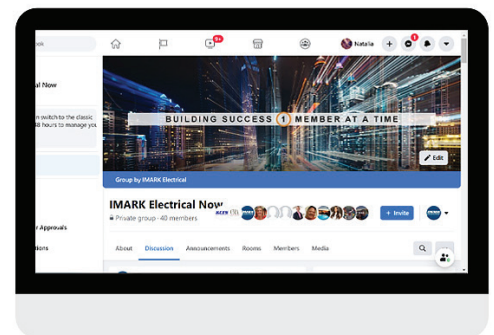 ook
9+
Natalia
al Now
n switch to the classic
48 hours to manage you
BUILDING SUCCESS 1 MEMBER AT A TIME
Edit
Group by IMARK Electrical
IMARK Electrical Now
Private group · 40 members
+ Invite
r Approvals
tions
About Discussion Announcements Rooms Members Media